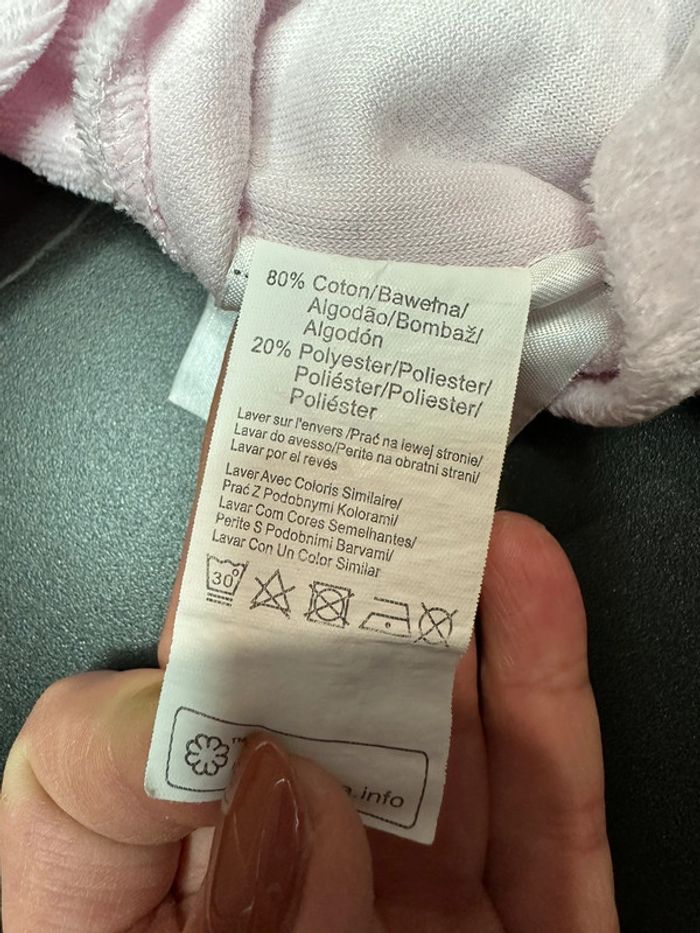 80% Coton/Bawełna/
Algodão/Bombaž/
Algodón
20% Polyester/Poliester/
Poliéster/Poliester/
Poliéster
Laver sur l'envers /Prać na lewej stronie/
Lavar do avesso/Perite na obratni strani/
Lavar por el revés
Laver Avec Coloris Similaire/
Prać Z Podobnymi Kolorami/
Lavar Com Cores Semelhantes/
Perite S Podobnimi Barvami/
Lavar Con Un Color Similar
30°
TM
.info